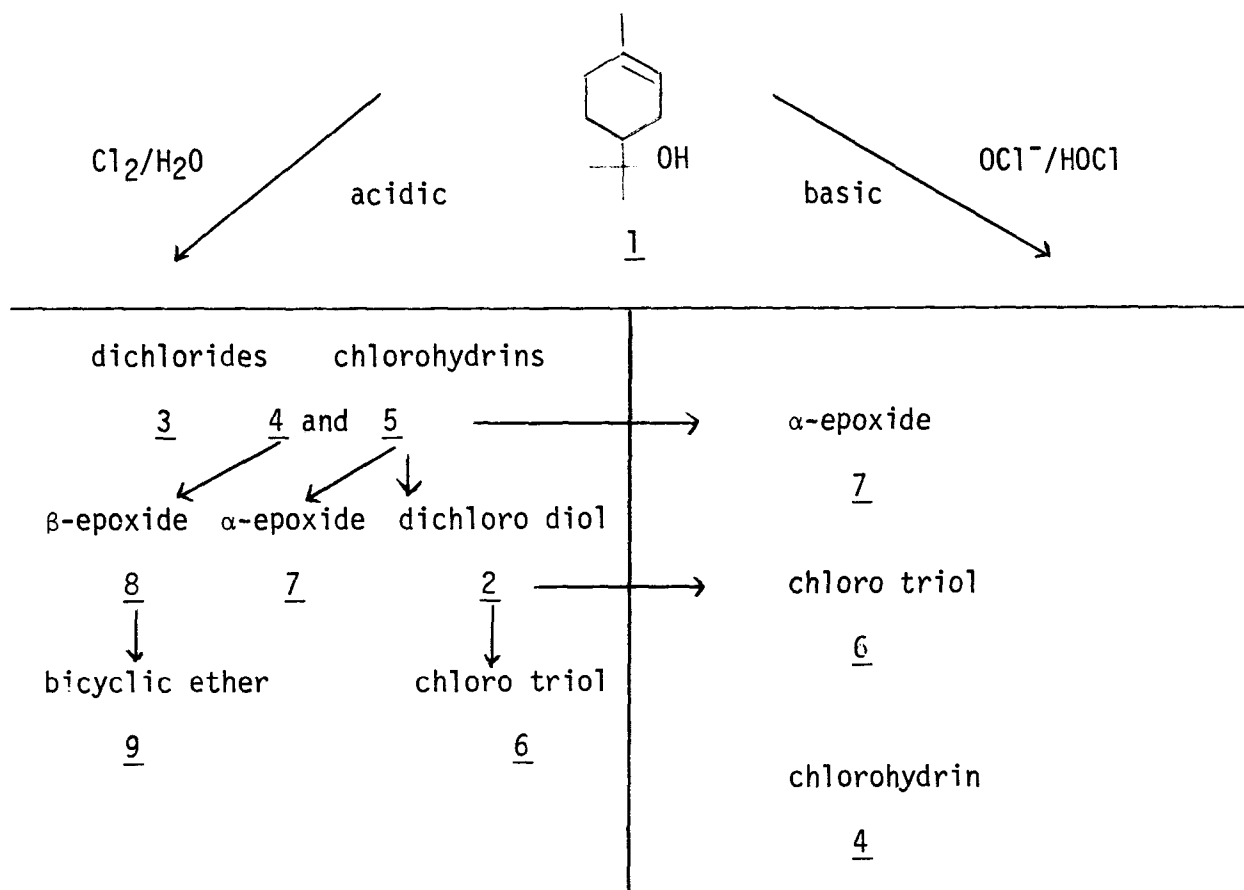 OH
Cl2/H2O
OCl⁻/HOCl
acidic
basic
1
dichlorides chlorohydrins
3 4 and 5
α-epoxide
7
β-epoxide α-epoxide dichloro diol
8 7 2
chloro triol
6
bicyclic ether chloro triol
9 6
chlorohydrin
4